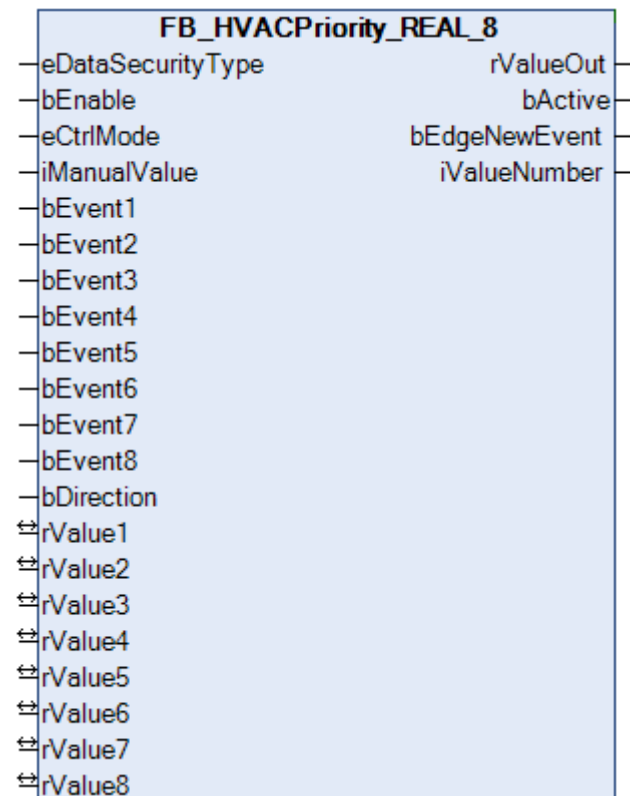 FB_HVACPriority_REAL_8
eDataSecurityType rValueOut
bEnable bActive
eCtrlMode bEdgeNewEvent
iManualValue iValueNumber
bEvent1
bEvent2
bEvent3
bEvent4
bEvent5
bEvent6
bEvent7
bEvent8
bDirection
rValue1
rValue2
rValue3
rValue4
rValue5
rValue6
rValue7
rValue8